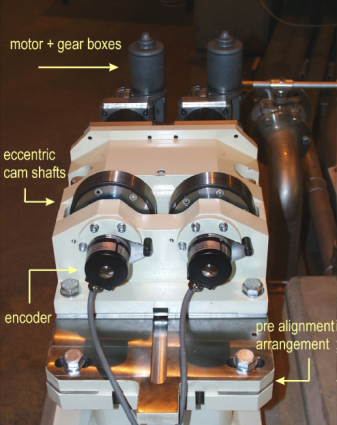 motor + gear boxes
eccentric
cam shafts
encoder
pre alignment
arrangement